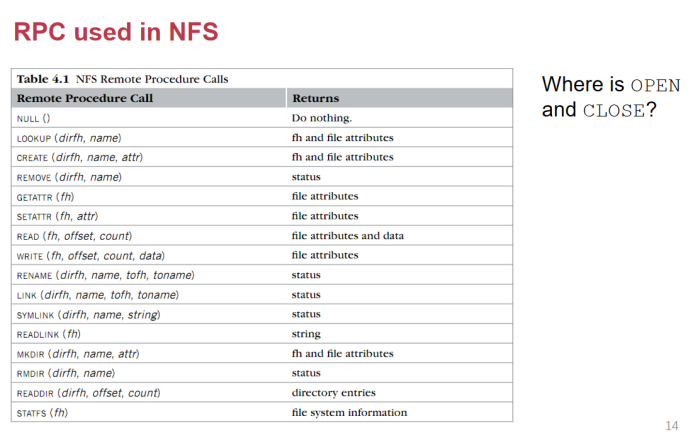 RPC used in NFS
Table 4.1 NFS Remote Procedure Calls
Remote Procedure Call Returns
NULL () Do nothing.
LOOKUP (dirfh, name) fh and file attributes
CREATE (dirfh, name, attr) fh and file attributes
REMOVE (dirfh, name) status
GETATTR (fh) file attributes
SETATTR (fh, attr) file attributes
READ (fh, offset, count) file attributes and data
WRITE (fh, offset, count, data) file attributes
RENAME (dirfh, name, tofh, toname) status
LINK (dirfh, name, tofh, toname) status
SYMLINK (dirfh, name, string) status
READLINK (fh) string
MKDIR (dirfh, name, attr) fh and file attributes
RMDIR (dirfh, name) status
READDIR (dirfh, offset, count) directory entries
STATFS (fh) file system information
Where is OPEN
and CLOSE?
14